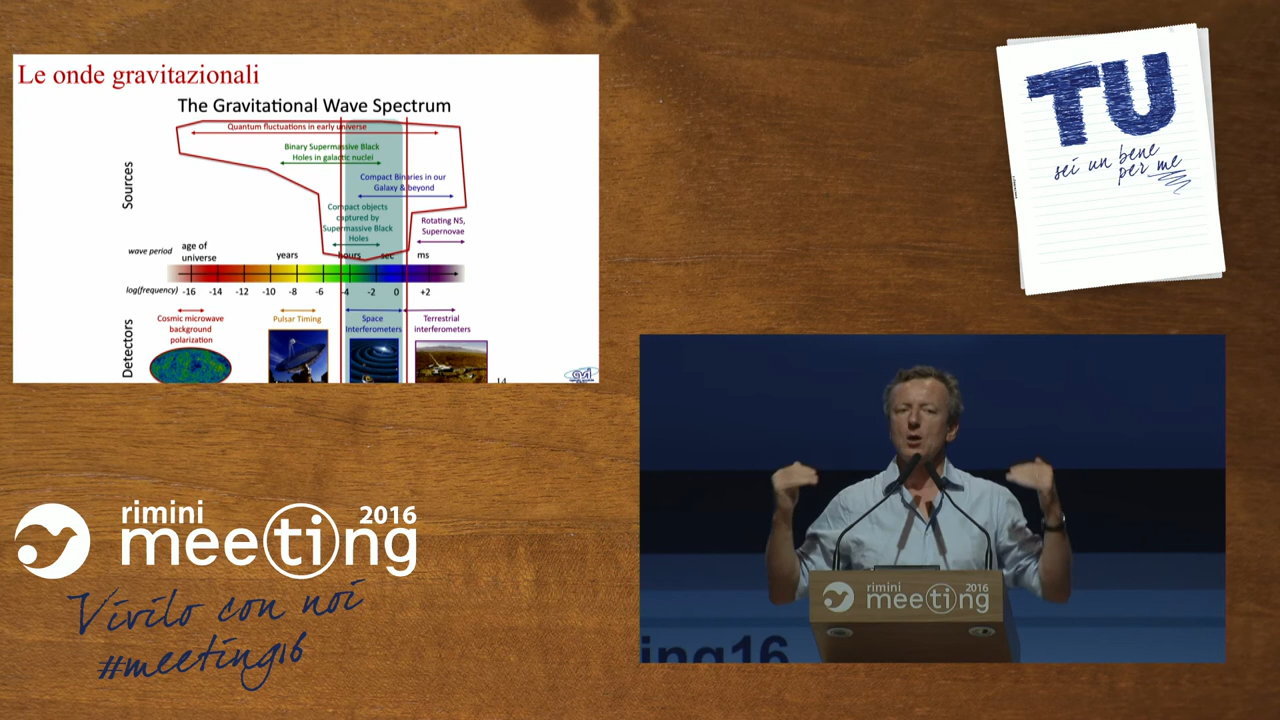 Le onde gravitazionali
The Gravitational Wave Spectrum
Quantum fluctuations in early universe
Binary Supermassive Black
Holes in galactic nuclei
Compact Binaries in our
Galaxy & beyond
Compact objects
captured by
Supermassive Black
Holes
Rotating NS,
Supernovae
Sources
wave period
age of
universe
years
hours
sec
ms
log(frequency)
-16 -14 -12 -10 -8 -6 -4 -2 0 +2
Detectors
Cosmic microwave
background
polarization
Pulsar Timing
Space
Interferometers
Terrestrial
interferometers
14
TU
sei un bene
per me
rimini
meeting
2016
Vivilo con noi
#meeting16
rimini
meeting
2016
ing16